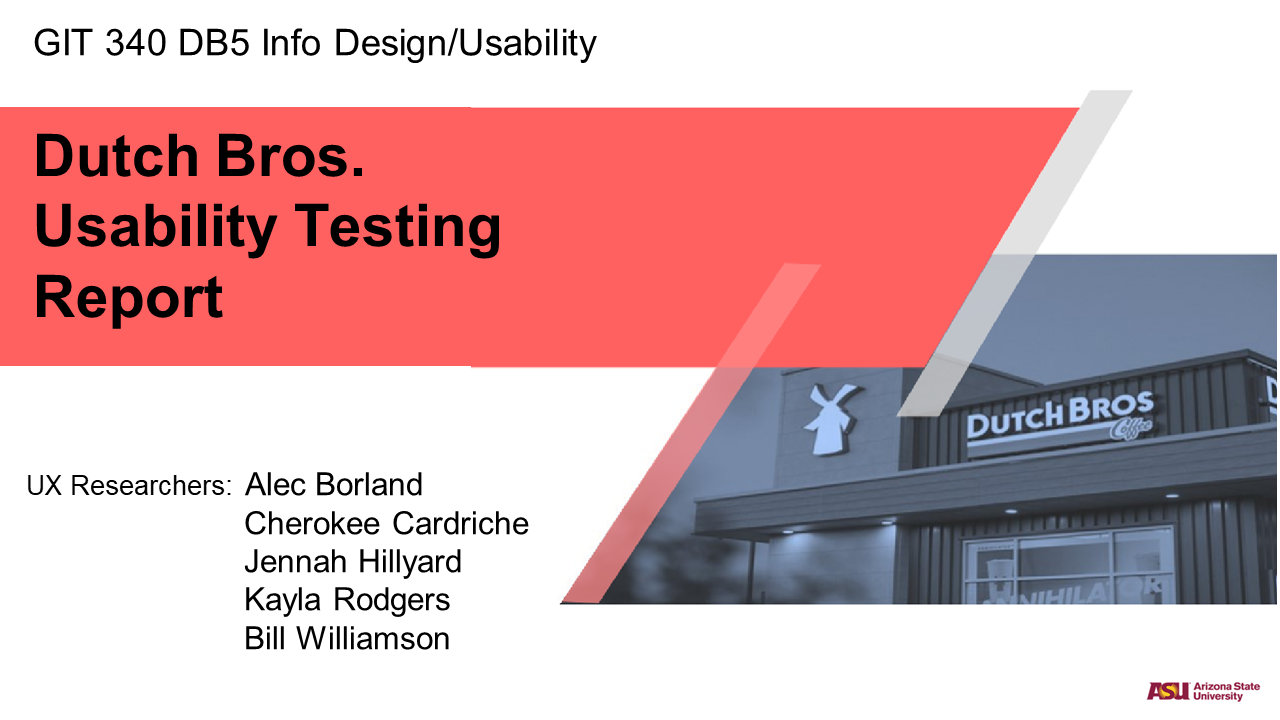 GIT 340 DB5 Info Design/Usability
Dutch Bros.
Usability Testing
Report
DUTCH BROS
Coffee
ANNIHILATOR
UX Researchers: Alec Borland
Cherokee Cardriche
Jennah Hillyard
Kayla Rodgers
Bill Williamson
ASU Arizona State
University